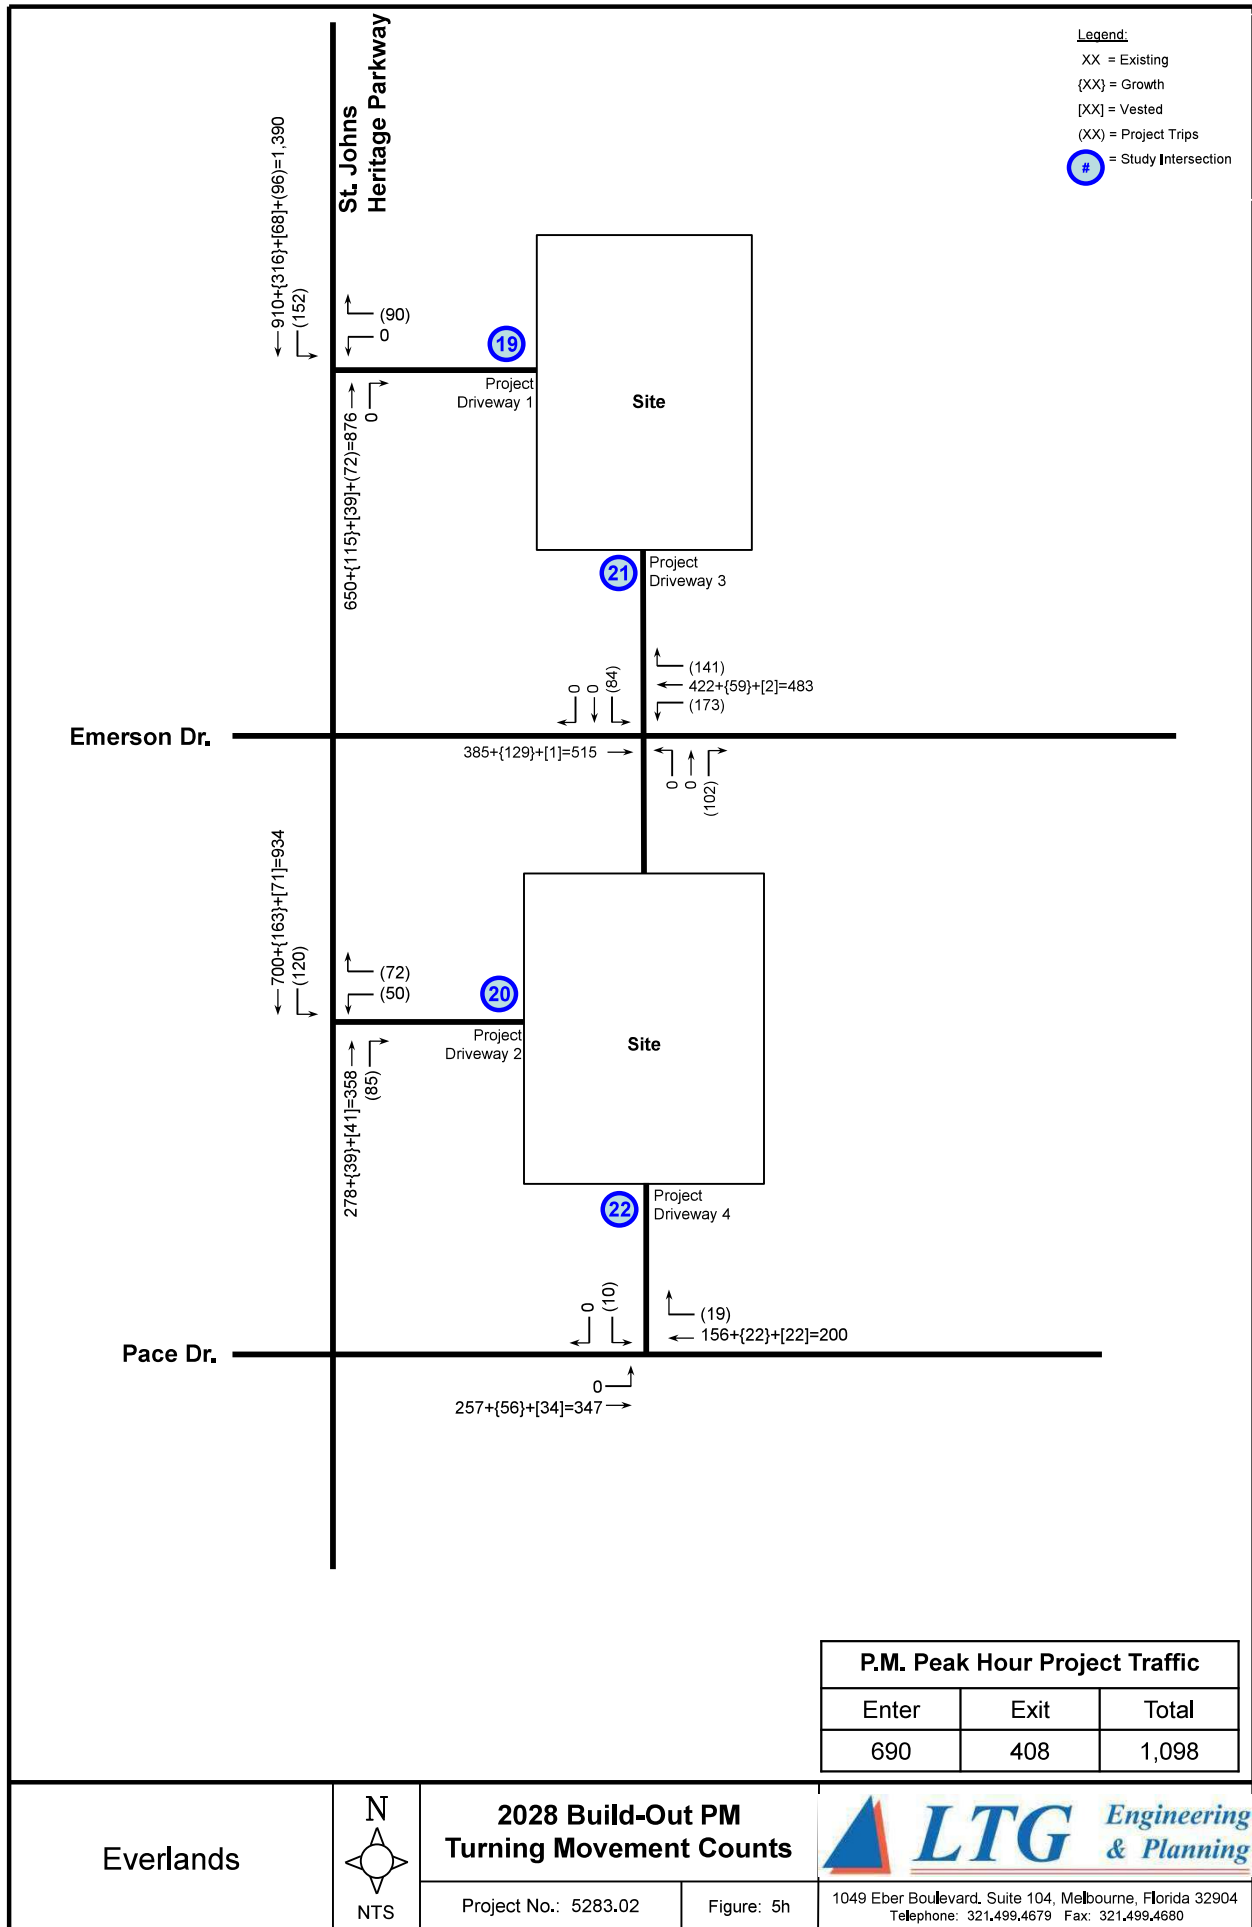 St. Johns
Heritage Parkway
Legend:
XX = Existing
{XX} = Growth
[XX] = Vested
(XX) = Project Trips
# = Study Intersection
910+{316}+[68]+(96)=1,390
(152)
(90)
0
19
Project
Driveway 1
Site
650+{115}+[39]+(72)=876
0
21
Project
Driveway 3
0
0
(84)
(141)
422+{59}+[2]=483
(173)
Emerson Dr.
385+{129}+[1]=515
0
0
(102)
700+{163}+[71]=934
(120)
(72)
(50)
20
Project
Driveway 2
Site
278+{39}+[41]=358
(85)
22
Project
Driveway 4
0
(10)
(19)
156+{22}+[22]=200
Pace Dr.
0
257+{56}+[34]=347
P.M. Peak Hour Project Traffic
Enter Exit Total
690 408 1,098
Everlands
N
NTS
2028 Build-Out PM
Turning Movement Counts
Project No.: 5283.02
Figure: 5h
LTG Engineering
& Planning
1049 Eber Boulevard. Suite 104, Melbourne, Florida 32904
Telephone: 321.499.4679 Fax: 321.499.4680